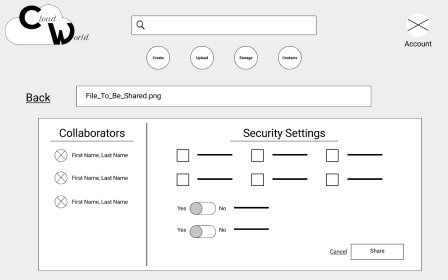 Cloud
World
Account
Create
Upload
Storage
Contacts
Back
File_To_Be_Shared.png
Collaborators
Security Settings
First Name, Last Name
First Name, Last Name
First Name, Last Name
Yes No
Yes No
Cancel
Share